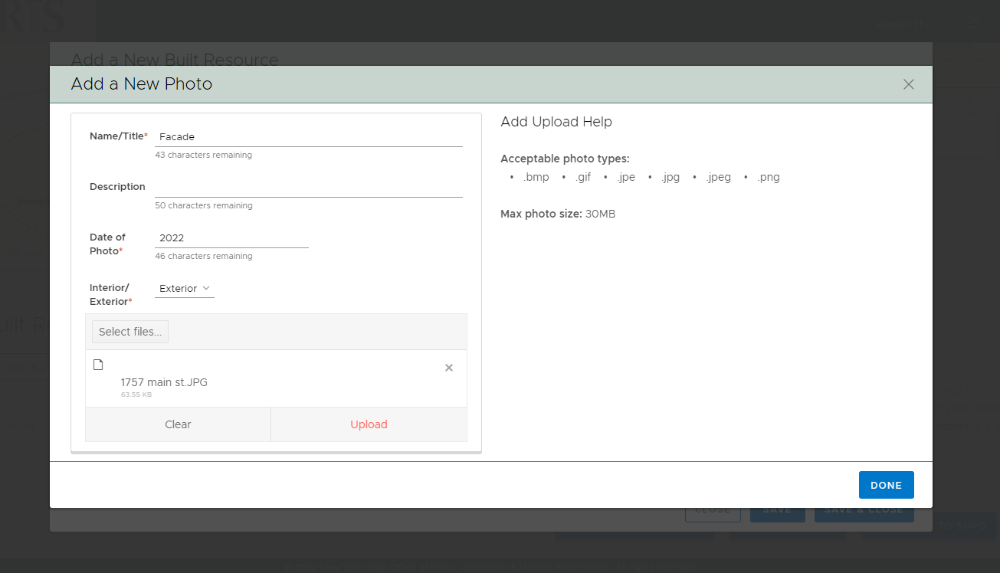 RTS
Add a New Built Resource
Add a New Photo
Name/Title* Facade
43 characters remaining
Description
50 characters remaining
Date of
Photo*
2022
46 characters remaining
Interior/
Exterior*
Exterior
Select files...
1757 main st.JPG
63.55 KB
Clear
Upload
Add Upload Help
Acceptable photo types:
• .bmp • .gif • .jpe • .jpg • .jpeg • .png
Max photo size: 30MB
DONE
CLOSE
SAVE
SAVE & CLOSE